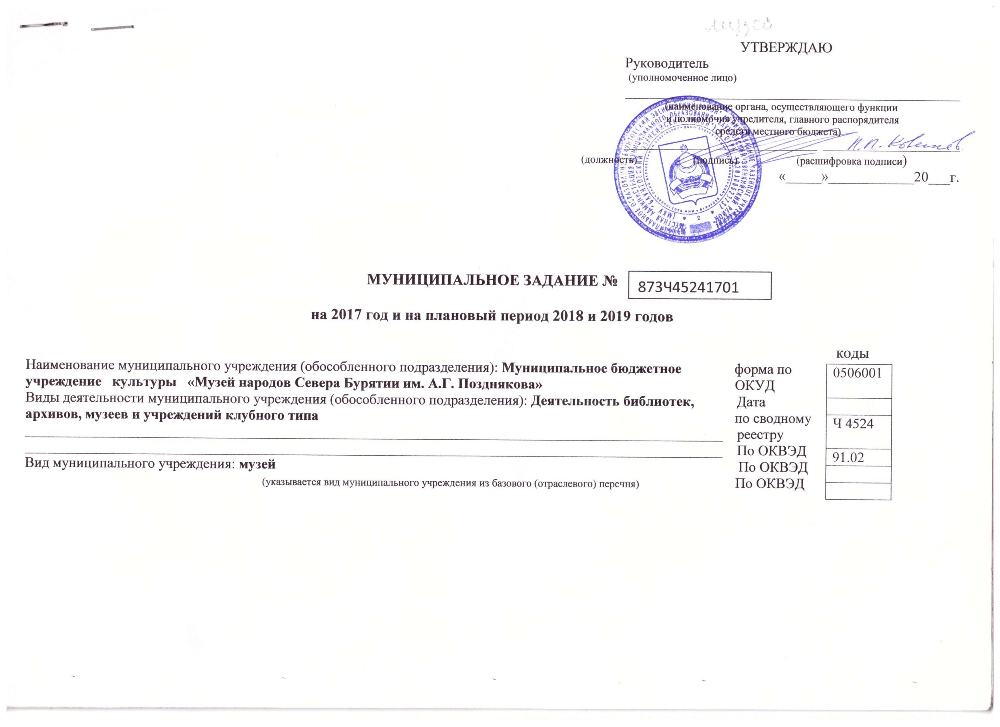 музей
УТВЕРЖДАЮ
Руководитель
(уполномоченное лицо)
(наименование органа, осуществляющего функции
и полномочия учредителя, главного распорядителя
средств местного бюджета)
Н.П. Ковалев
(должность) (подпись) (расшифровка подписи)
«_____»____________20___г.
МУНИЦИПАЛЬНОЕ ЗАДАНИЕ № 873Ч45241701
на 2017 год и на плановый период 2018 и 2019 годов
коды
Наименование муниципального учреждения (обособленного подразделения): Муниципальное бюджетное
учреждение культуры «Музей народов Севера Бурятии им. А.Г. Позднякова»
Виды деятельности муниципального учреждения (обособленного подразделения): Деятельность библиотек,
архивов, музеев и учреждений клубного типа
Вид муниципального учреждения: музей
(указывается вид муниципального учреждения из базового (отраслевого) перечня)
форма по 0506001
ОКУД
Дата
по сводному Ч 4524
реестру
По ОКВЭД 91.02
По ОКВЭД
По ОКВЭД